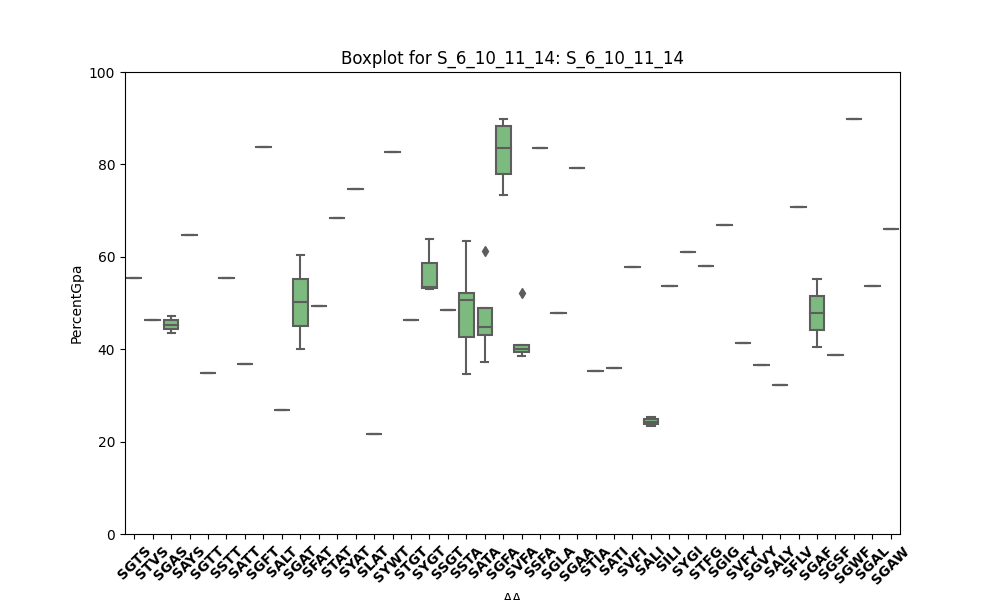 Boxplot for S_6_10_11_14: S_6_10_11_14
PercentGpa
100
80
60
40
20
0
SGTS
STVS
SGAS
SAYS
SGTT
SSTT
SATT
SGFT
SALT
SGAT
SFAT
STAT
SYAT
SLAT
SYWT
STGT
SYGT
SSGT
SSTA
SATA
SGFA
SVFA
SSFA
SGLA
SGAA
STIA
SATI
SVFI
SALI
SILI
SYGI
STFG
SGIG
SVFY
SGVY
SALY
SFLV
SGAF
SGSF
SGWF
SGAL
SGAW
AA